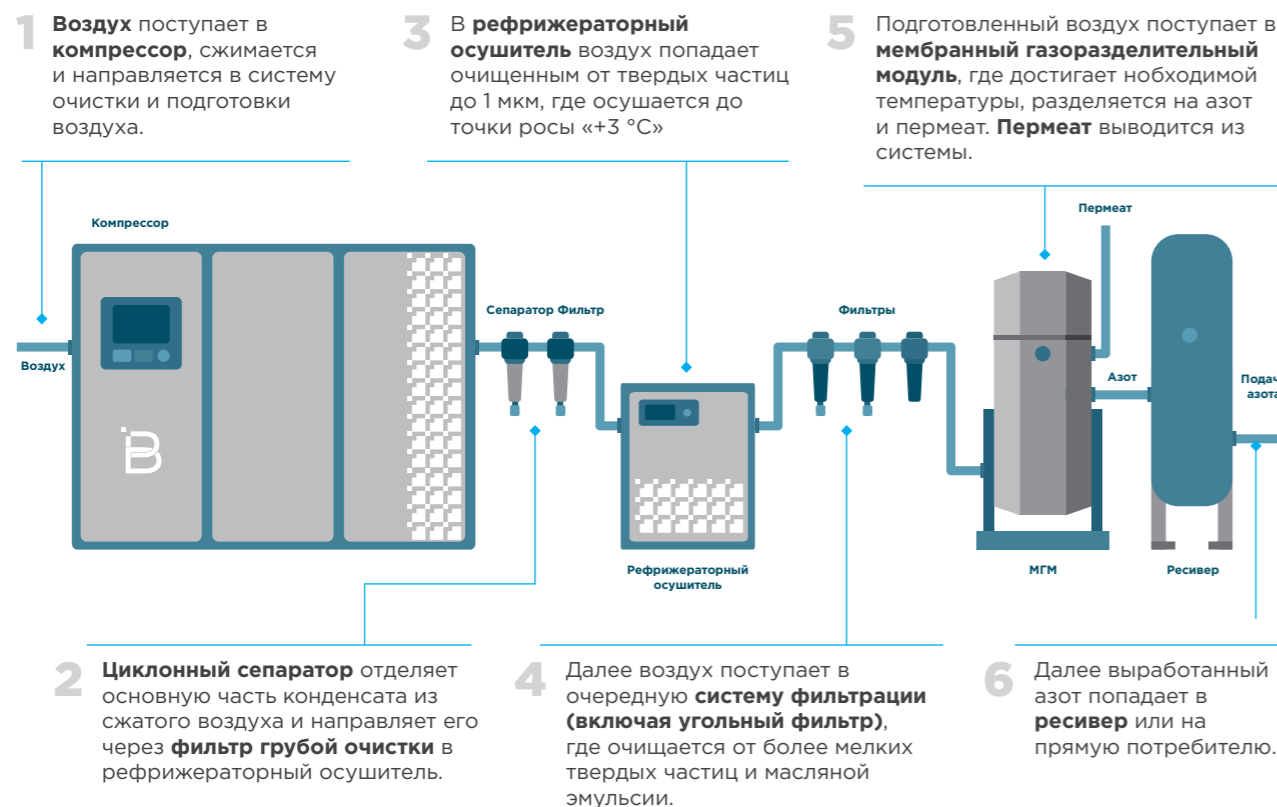 1
Воздух поступает в
компрессор, сжимается
и направляется в систему
очистки и подготовки
воздуха.
3
В рефрижераторный
осушитель воздух попадает
очищенным от твердых частиц
до 1 мкм, где осушается до
точки росы «+3 °C»
5
Подготовленный воздух поступает в
мембранный газоразделительный
модуль, где достигает нобходимой
температуры, разделяется на азот
и пермеат. Пермеат выводится из
системы.
Компрессор
Воздух
B
Сепаратор Фильтр
Рефрижераторный
осушитель
Фильтры
Пермеат
Азот
МГМ
Ресивер
Подач
азота
2
Циклонный сепаратор отделяет
основную часть конденсата из
сжатого воздуха и направляет его
через фильтр грубой очистки в
рефрижераторный осушитель.
4
Далее воздух поступает в
очередную систему фильтрации
(включая угольный фильтр),
где очищается от более мелких
твердых частиц и масляной
эмульсии.
6
Далее выработанный
азот попадает в
ресивер или на
прямую потребителю.